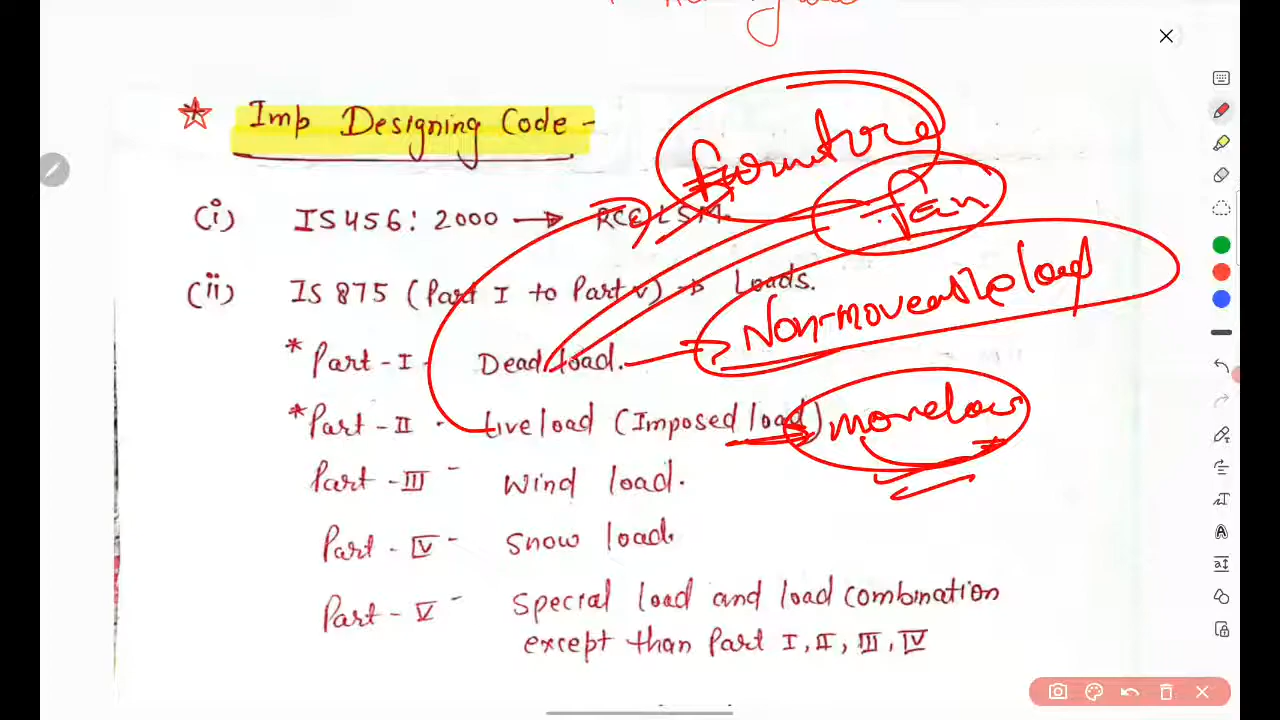 Imp Designing Code -
furniture
(i) IS 456 : 2000 → RCC LSM.
fan
(ii) IS 875 (Part I to Part V) → Loads.
Non-moveable load
* Part - I - Dead load.
* Part - II - Live load (Imposed load)
Part - III - Wind load.
Part - IV - Snow load.
Part - V - Special load and load combination
except than Part I, II, III, IV